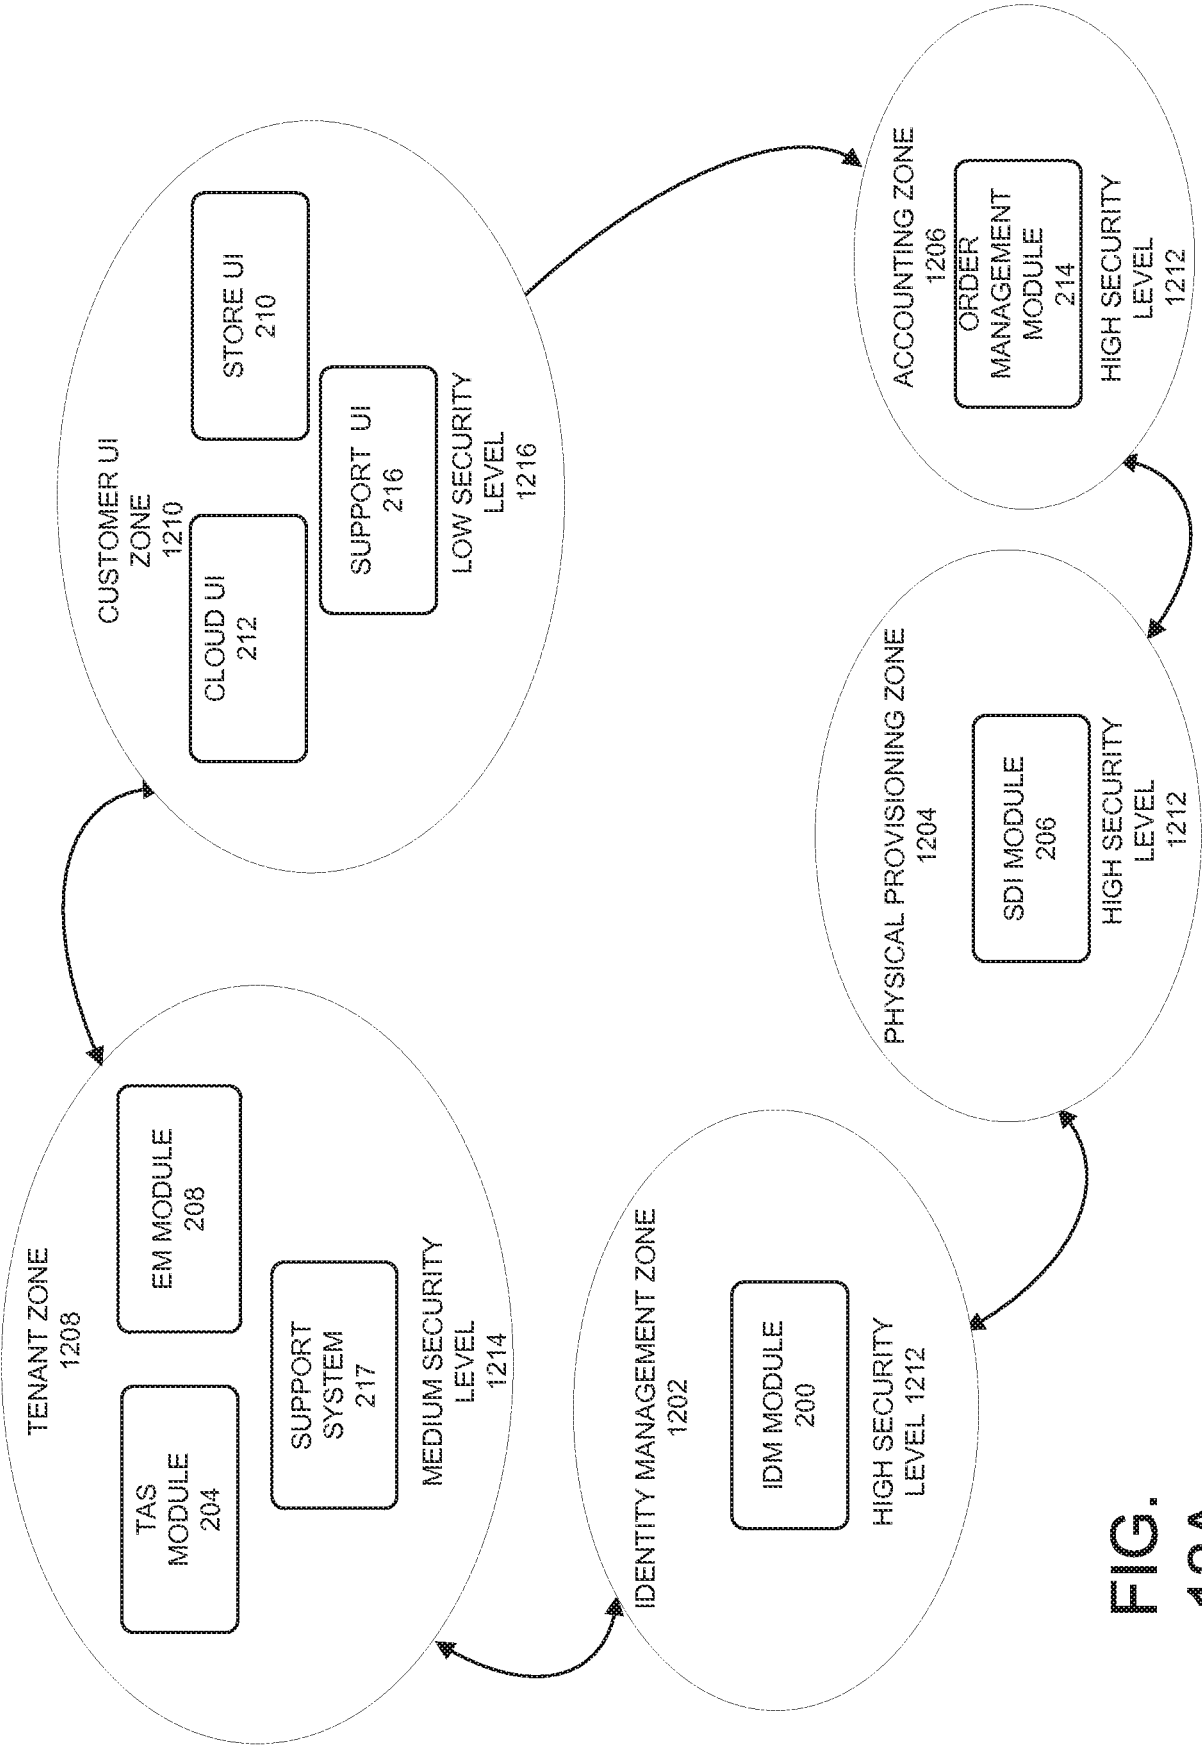 TENANT ZONE
1208
TAS
MODULE
204
EM MODULE
208
SUPPORT
SYSTEM
217
MEDIUM SECURITY
LEVEL
1214
CUSTOMER UI
ZONE
1210
CLOUD UI
212
STORE UI
210
SUPPORT UI
216
LOW SECURITY
LEVEL
1216
IDENTITY MANAGEMENT ZONE
1202
IDM MODULE
200
HIGH SECURITY
LEVEL 1212
PHYSICAL PROVISIONING ZONE
1204
SDI MODULE
206
HIGH SECURITY
LEVEL
1212
ACCOUNTING ZONE
1206
ORDER
MANAGEMENT
MODULE
214
HIGH SECURITY
LEVEL
1212
FIG.